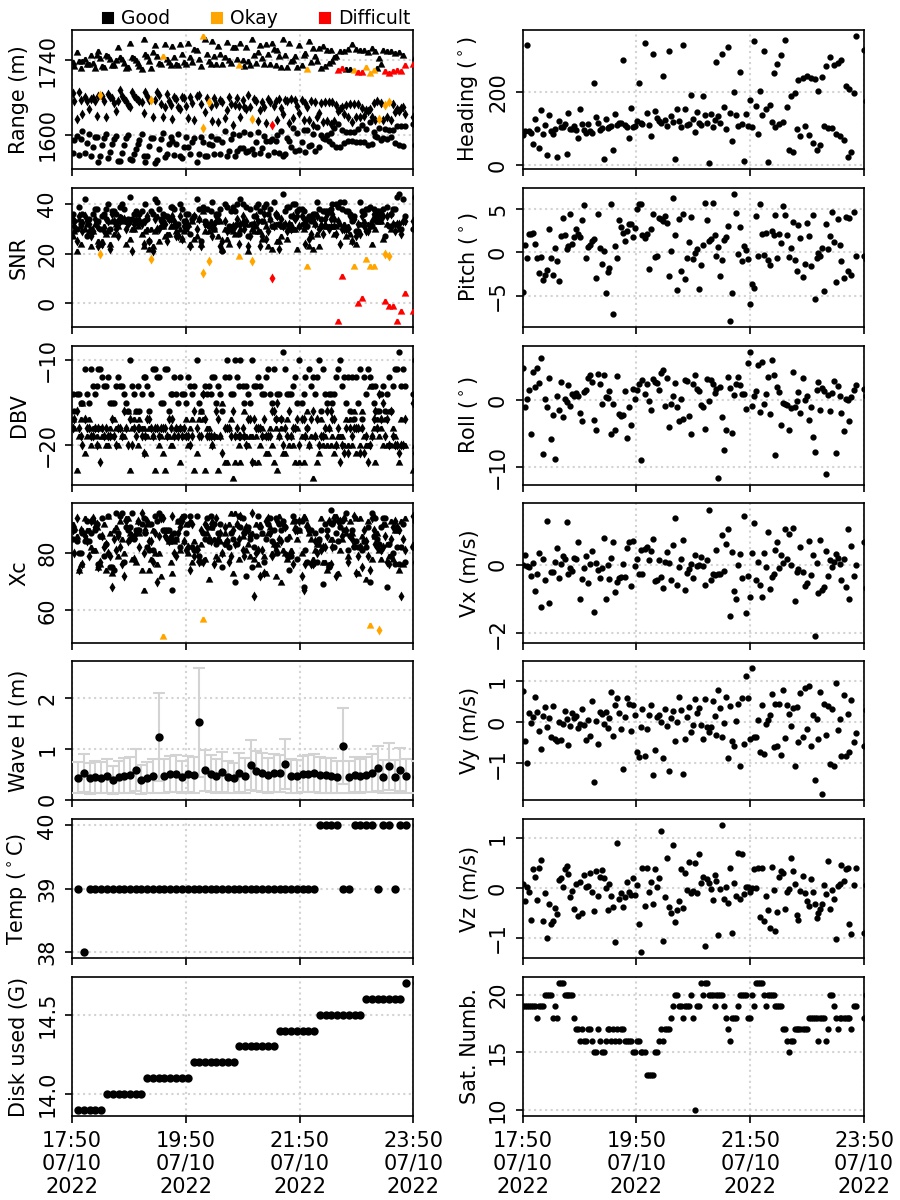 Good Okay Difficult
Range (m)
1740
1600
Heading (°)
200
0
SNR
40
20
0
Pitch (°)
5
0
−5
DBV
−10
−20
Roll (°)
0
−10
Xc
80
60
Vx (m/s)
0
−2
Wave H (m)
2
1
0
Vy (m/s)
1
0
−1
Temp (°C)
40
39
38
Vz (m/s)
1
0
−1
Disk used (G)
14.5
14.0
Sat. Numb.
20
15
10
17:50 19:50 21:50 23:50 17:50 19:50 21:50 23:50
07/10 07/10 07/10 07/10 07/10 07/10 07/10 07/10
2022 2022 2022 2022 2022 2022 2022 2022